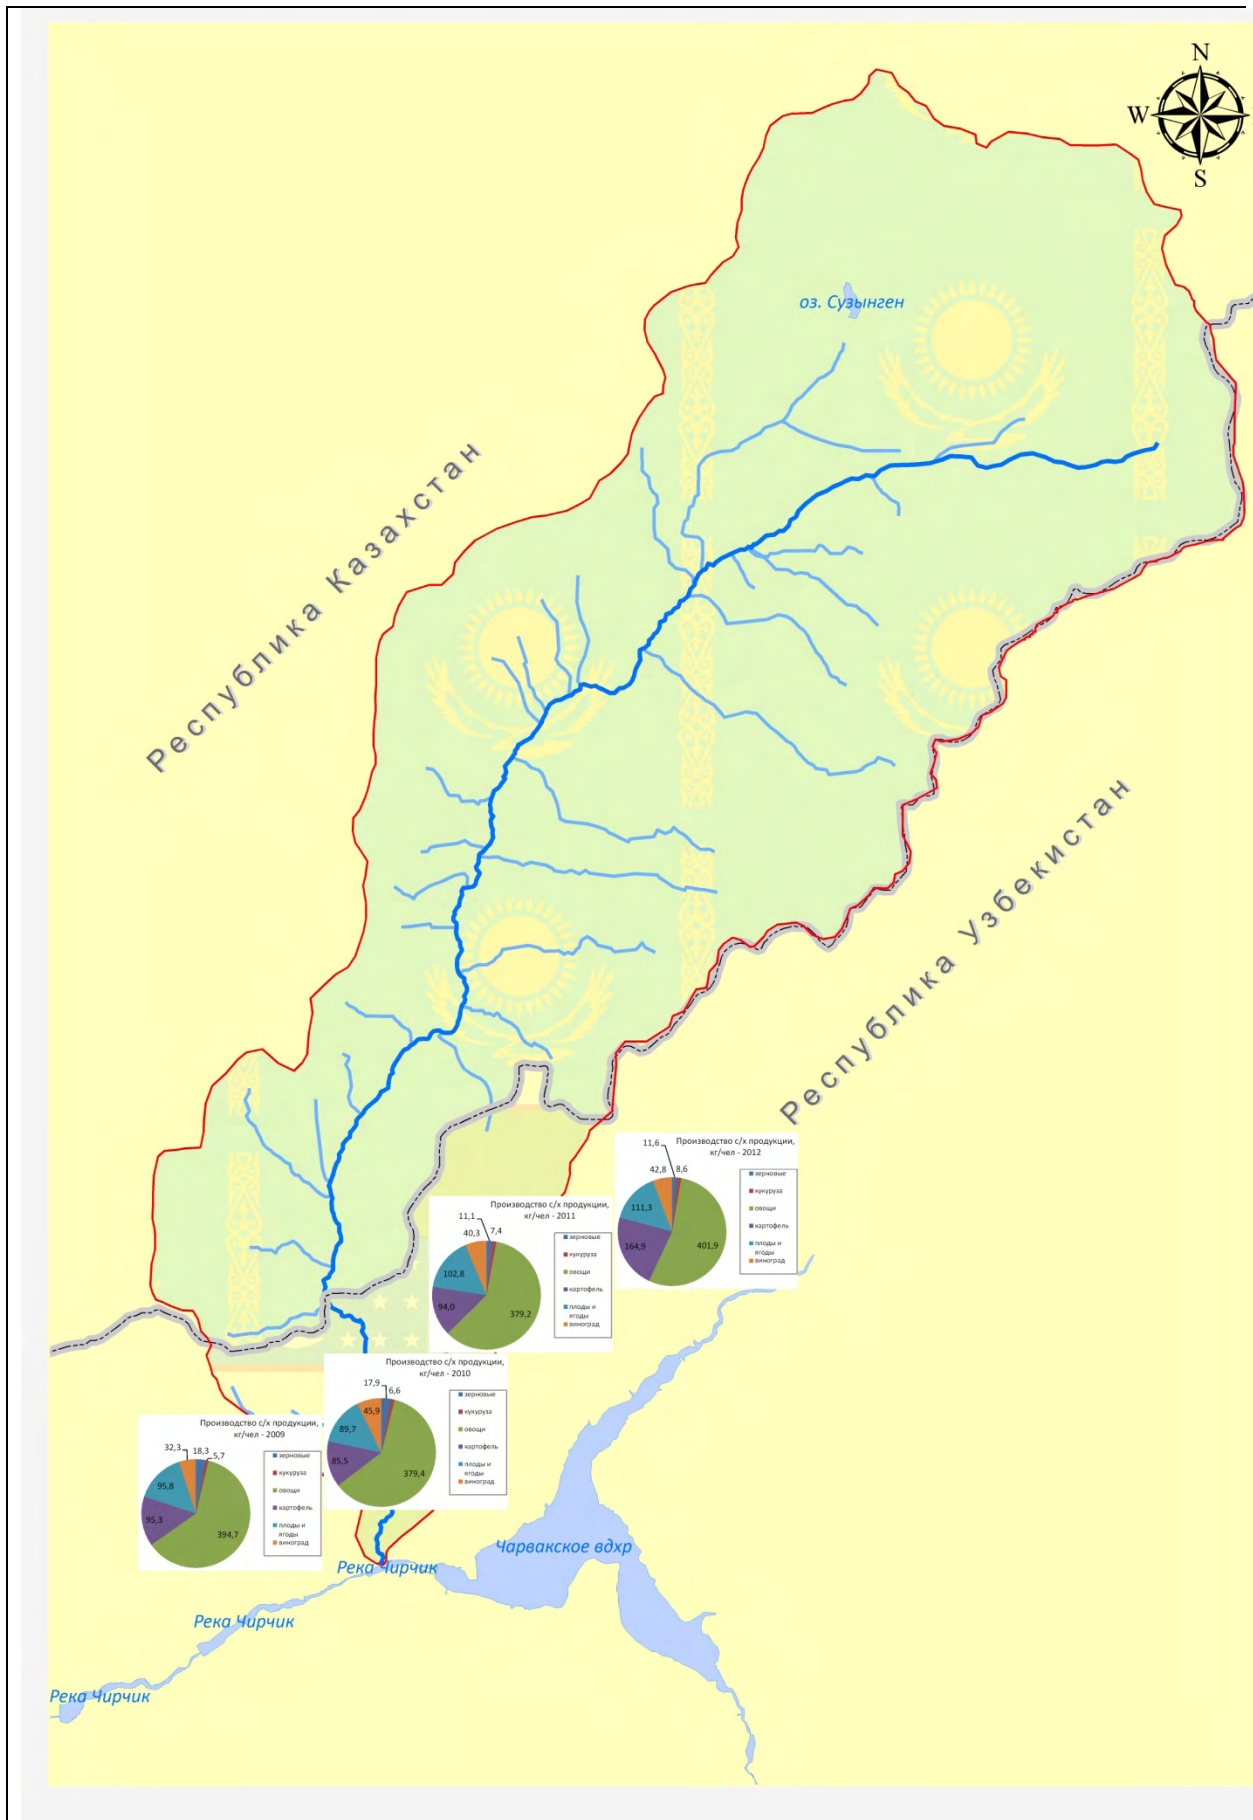 N
W
S
оз. Сузынген
Республика Казахстан
Республика Узбекистан
Производство с/х продукции,
кг/чел - 2012
11,6
8,6
42,8
111,3
164,9
401,9
зерновые
кукуруза
овощи
картофель
плоды и
ягоды
виноград
Производство с/х продукции,
кг/чел - 2011
11,1
7,4
40,3
102,8
94,0
379,2
зерновые
кукуруза
овощи
картофель
плоды и
ягоды
виноград
Производство с/х продукции,
кг/чел - 2010
17,9
6,6
45,9
89,7
85,5
379,4
зерновые
кукуруза
овощи
картофель
плоды и
ягоды
виноград
Производство с/х продукции,
кг/чел - 2009
32,3
18,3
5,7
95,8
95,3
394,7
зерновые
кукуруза
овощи
картофель
плоды и
ягоды
виноград
Чарвакское вдхр
Река Чирчик
Река Чирчик
Река Чирчик